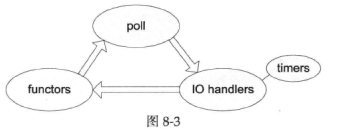 poll
timers
functors
IO handlers
图 8-3